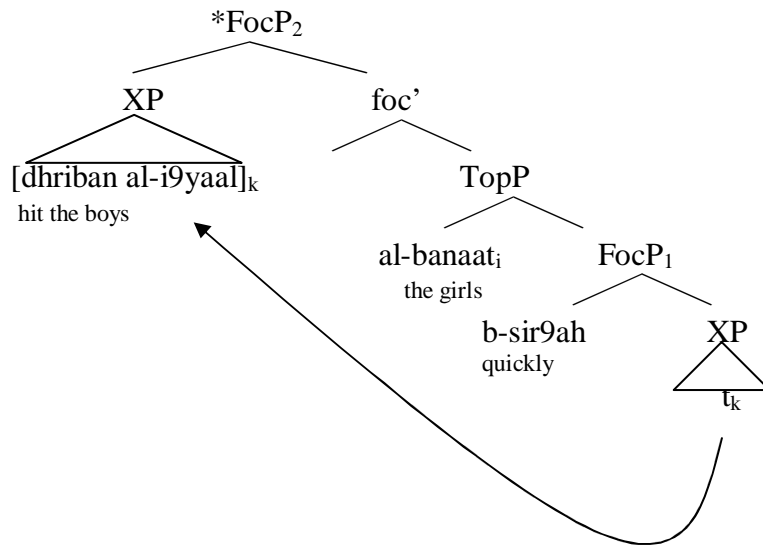 *FocP2
XP foc’
[dhriban al-i9yaal]k TopP
hit the boys
al-banaati FocP1
the girls
b-sir9ah XP
quickly
tk